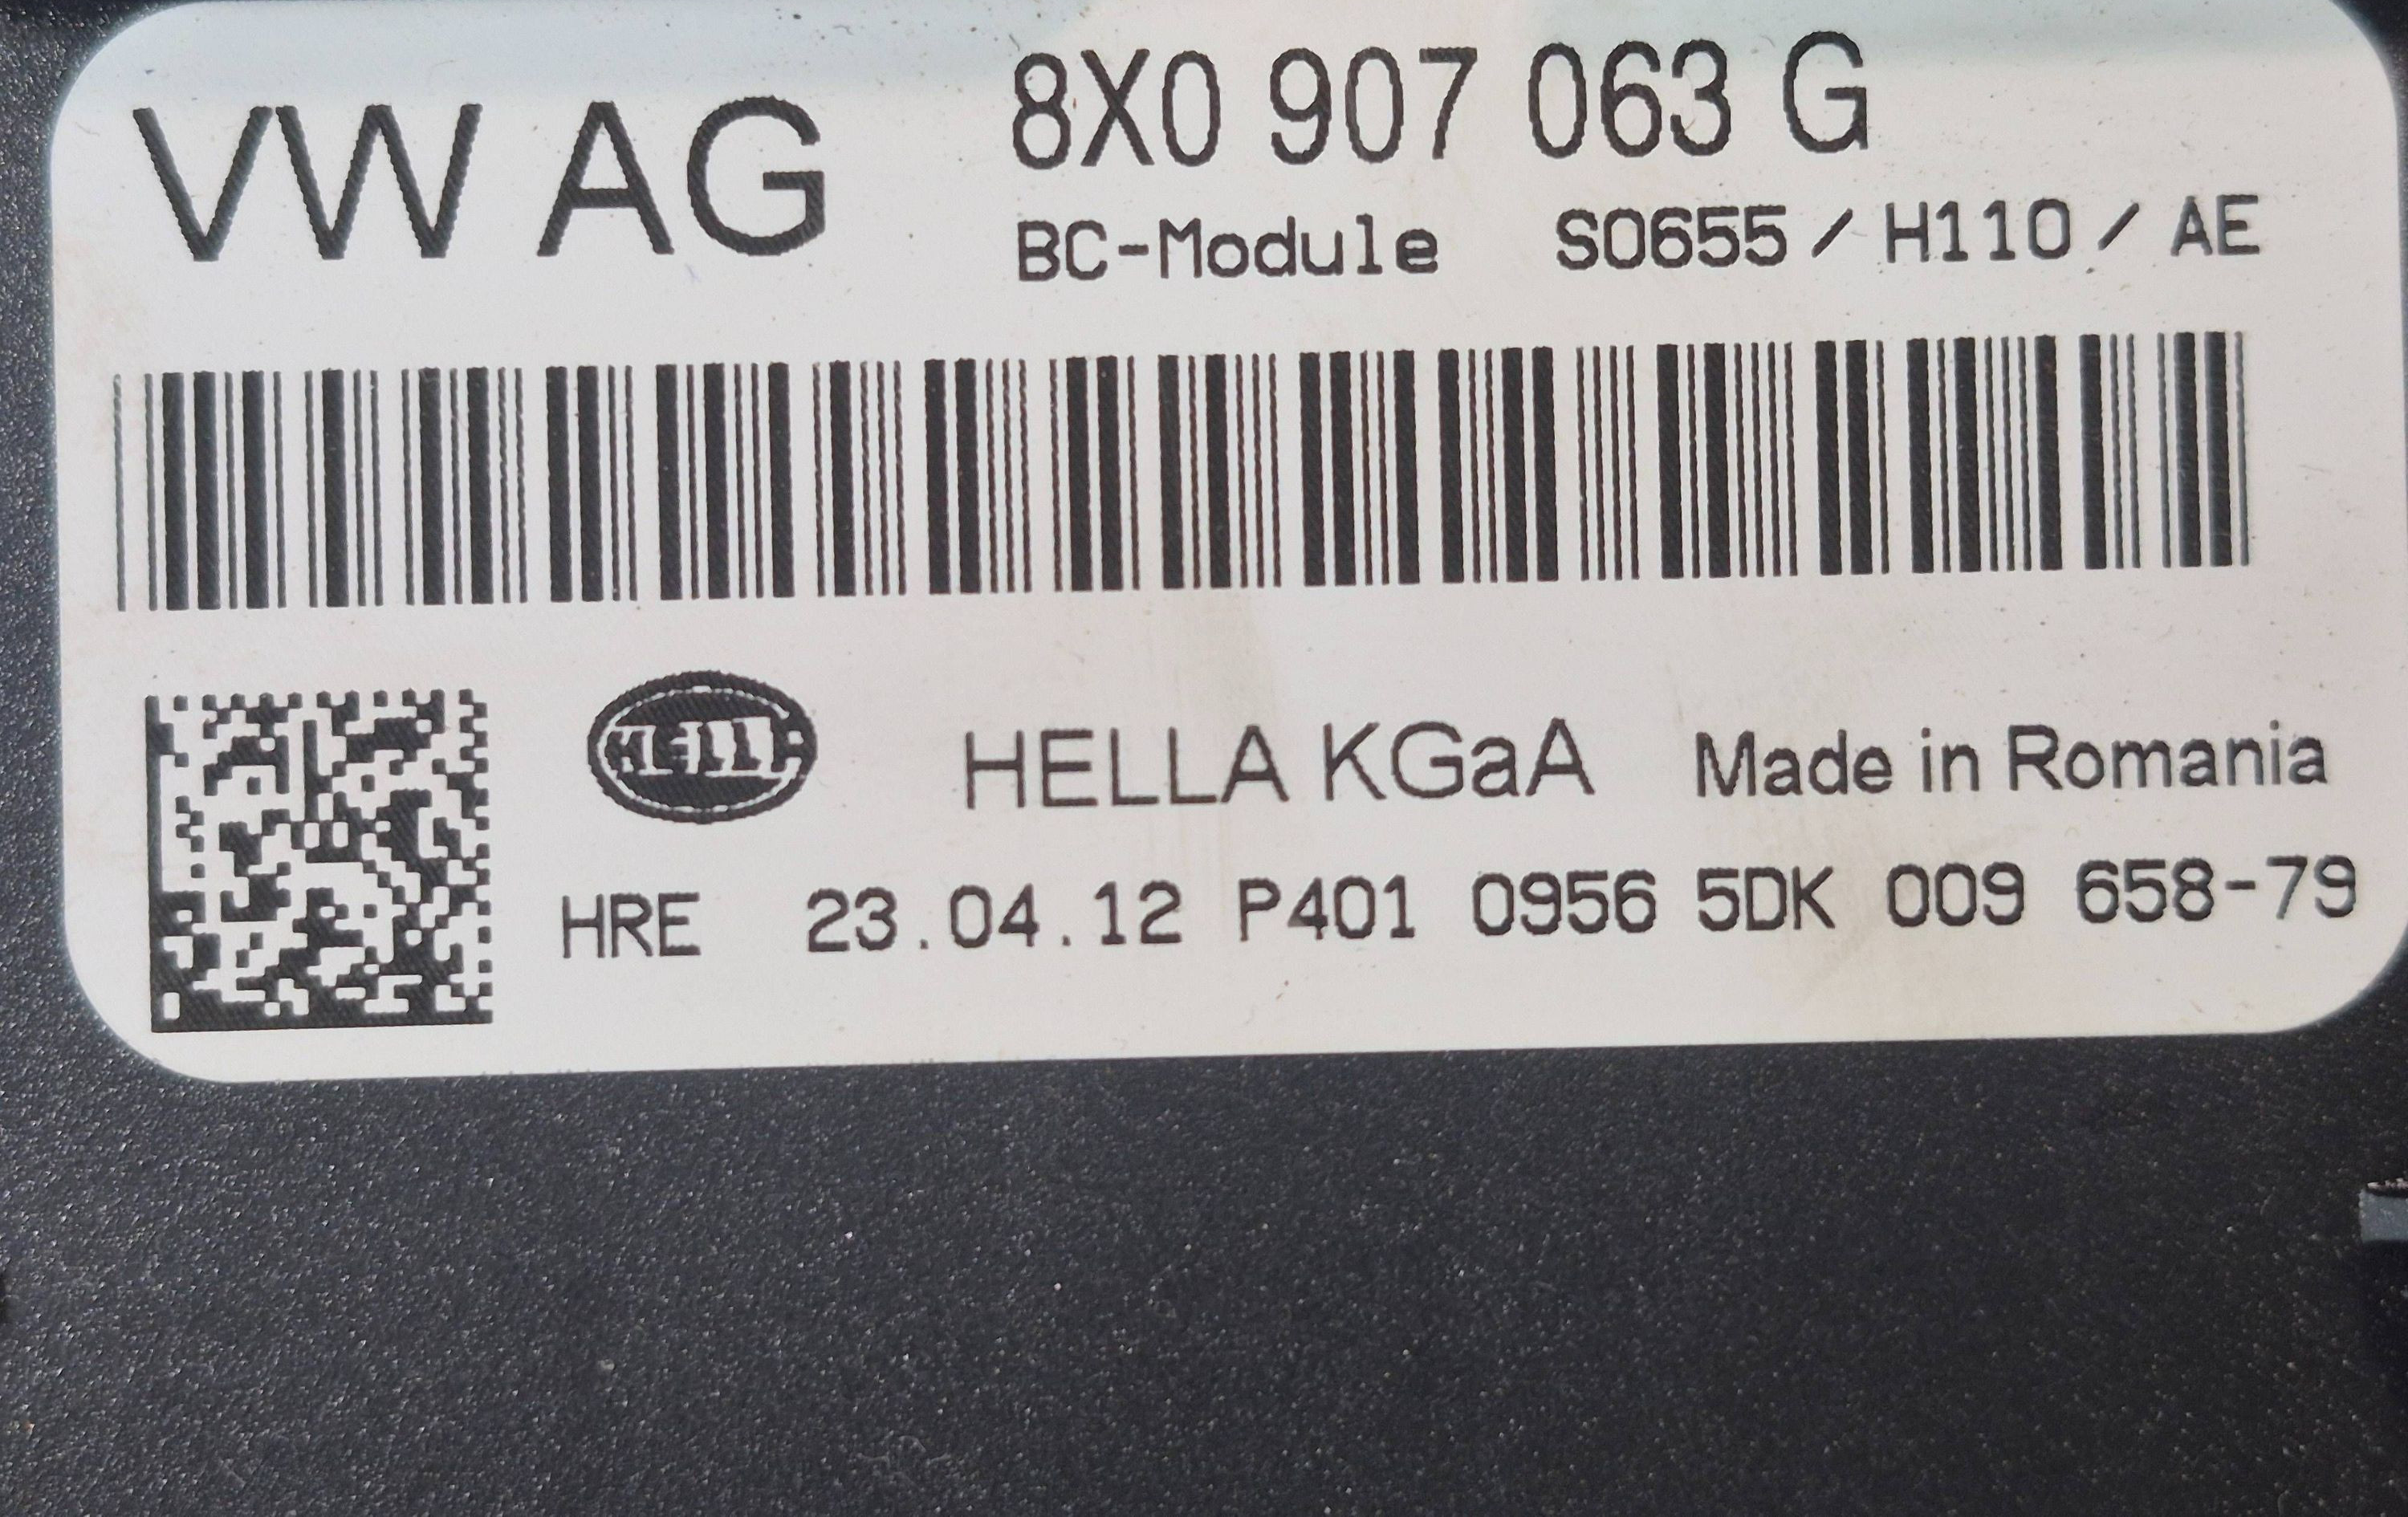 VW AG 8X0 907 063 G
BC-Module S0655 / H110 / AE
HELLA HELLA KGaA Made in Romania
HRE 23.04.12 P401 0956 5DK 009 658-79